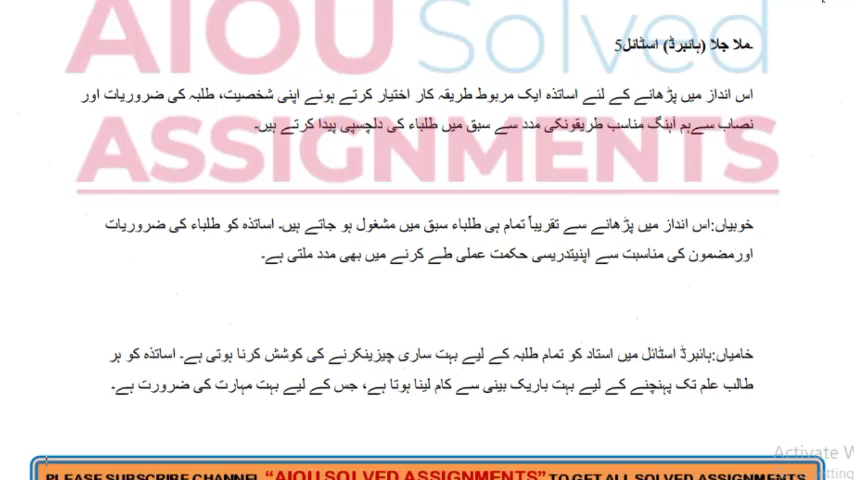 AIOU
Solved
5۔ملا جلا (ہائبرڈ) اسٹائل
اس انداز میں پڑھانے کے لئے اساتذہ ایک مربوط طریقہ کار اختیار کرتے ہوئے اپنی شخصیت، طلبہ کی ضروریات اور
نصاب سےہم آہنگ مناسب طریقونکی مدد سے سبق میں طلباء کی دلچسپی پیدا کرتے ہیں۔
ASSIGNMENTS
خوبیاں:اس انداز میں پڑھانے سے تقریباً تمام ہی طلباء سبق میں مشغول ہو جاتے ہیں۔ اساتذہ کو طلباء کی ضروریات
اورمضمون کی مناسبت سے اپنیتدریسی حکمت عملی طے کرنے میں بھی مدد ملتی ہے۔
خامیاں:ہائبرڈ اسٹائل میں استاد کو تمام طلبہ کے لیے بہت ساری چیزینکرنے کی کوشش کرنا ہوتی ہے۔ اساتذہ کو ہر
طالب علم تک پہنچنے کے لیے بہت باریک بینی سے کام لینا ہوتا ہے، جس کے لیے بہت مہارت کی ضرورت ہے۔
Activate W
PLEASE SUBSCRIBE CHANNEL “AIOU SOLVED ASSIGNMENTS” TO GET ALL SOLVED ASSIGNMENTS